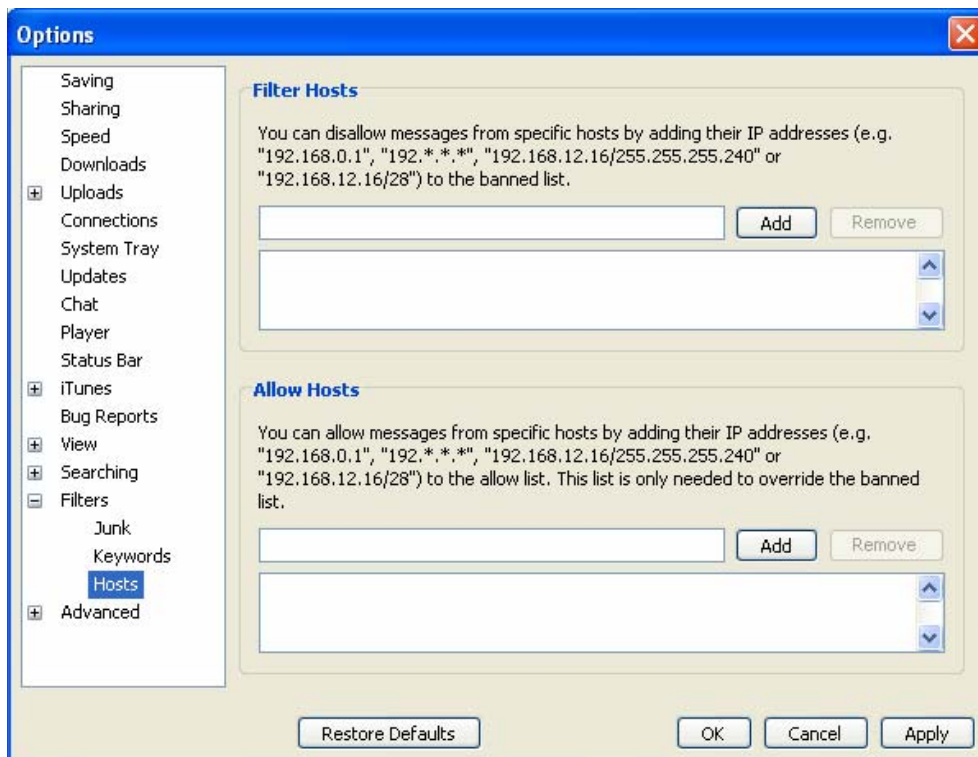 Options
Saving
Sharing
Speed
Downloads
Uploads
Connections
System Tray
Updates
Chat
Player
Status Bar
iTunes
Bug Reports
View
Searching
Filters
Junk
Keywords
Hosts
Advanced
Filter Hosts
You can disallow messages from specific hosts by adding their IP addresses (e.g.
"192.168.0.1", "192.*.*.*", "192.168.12.16/255.255.255.240" or
"192.168.12.16/28") to the banned list.
Add
Remove
Allow Hosts
You can allow messages from specific hosts by adding their IP addresses (e.g.
"192.168.0.1", "192.*.*.*", "192.168.12.16/255.255.255.240" or
"192.168.12.16/28") to the allow list. This list is only needed to override the banned
list.
Add
Remove
Restore Defaults
OK
Cancel
Apply